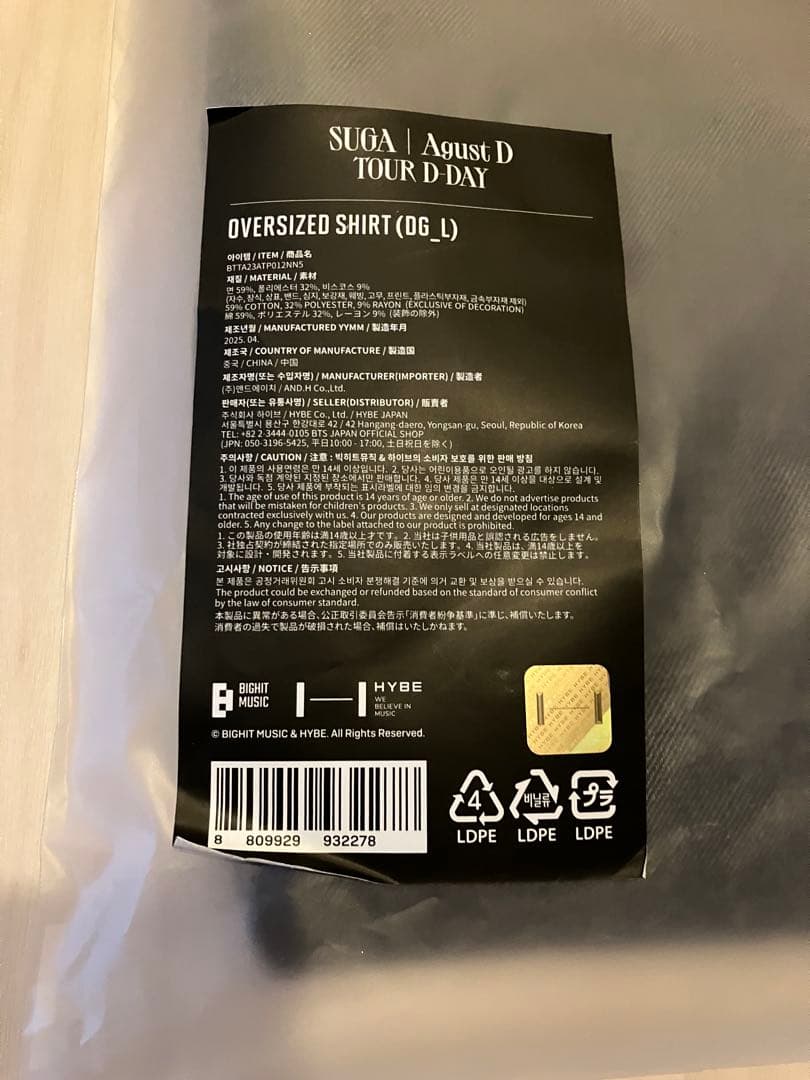 SUGA | Agust D
TOUR D-DAY
OVERSIZED SHIRT (DG_L)
아이템 / ITEM / 商品名
BTTA23ATP012NN5
재질 / MATERIAL / 素材
면 59%, 폴리에스터 32%, 비스코스 9%
(자수, 장식, 상표, 밴드, 심지, 보강재, 웨빙, 고무, 프린트, 플라스틱부자재, 금속부자재 제외)
59% COTTON, 32% POLYESTER, 9% RAYON (EXCLUSIVE OF DECORATION)
綿 59%, ポリエステル 32%, レーヨン 9% (装飾の除外)
제조년월 / MANUFACTURED YYMM / 製造年月
2025. 04.
제조국 / COUNTRY OF MANUFACTURE / 製造国
중국 / CHINA / 中国
제조자명(또는 수입자명) / MANUFACTURER(IMPORTER) / 製造者
(주)앤드에이치 / AND.H Co.,Ltd.
판매자(또는 유통사명) / SELLER(DISTRIBUTOR) / 販賣者
주식회사 하이브 / HYBE Co., Ltd. / HYBE JAPAN
서울특별시 용산구 한강대로 42 / 42 Hangang-daero, Yongsan-gu, Seoul, Republic of Korea
TEL: +82 2-3444-0105 BTS JAPAN OFFICIAL SHOP
(JPN: 050-3196-5425, 平日10:00 - 17:00, 土日祝日を除く)
주의사항 / CAUTION / 注意 : 빅히트뮤직 & 하이브의 소비자 보호를 위한 판매 방침
1. 이 제품의 사용연령은 만 14세 이상입니다. 2. 당사는 어린이용품으로 오인될 광고를 하지 않습니다.
3. 당사와 독점 계약된 지정된 장소에서만 판매합니다. 4. 당사 제품은 만 14세 이상을 대상으로 설계 및
개발됩니다. 5. 당사 제품에 부착되는 표시라벨에 대한 임의 변경을 금지합니다.
1. The age of use of this product is 14 years of age or older. 2. We do not advertise products
that will be mistaken for children's products. 3. We only sell at designated locations
contracted exclusively with us. 4. Our products are designed and developed for ages 14 and
older. 5. Any change to the label attached to our product is prohibited.
1. この製品の使用年齢は満14歳以上才です。2. 当社は子供用品と誤認される広告をしません。
3. 社独占契約が締結された指定場所でのみ販売いたします。4. 当社製品は、満14歳以上を
対象に設計・開発されます。5. 当社製品に付着する表示ラベルへの任意変更は禁止します。
고시사항 / NOTICE / 告示事項
본 제품은 공정거래위원회 고시 소비자 분쟁해결 기준에 의거 교환 및 보상을 받으실 수 있습니다.
The product could be exchanged or refunded based on the standard of consumer conflict
by the law of consumer standard.
本製品に異常がある場合、公正取引委員会告示「消費者紛争基準」に準じ、補償いたします。
消費者の過失で製品が破損された場合、補償はいたしかねます。
BIGHIT
MUSIC
HYBE
WE
BELIEVE IN
MUSIC
© BIGHIT MUSIC & HYBE. All Rights Reserved.
8 809929 932278
4
LDPE
비닐류
LDPE
プラ
LDPE